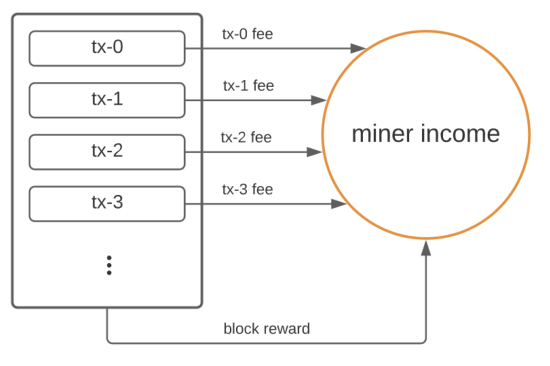 tx-0
tx-0 fee
tx-1
tx-1 fee
tx-2
tx-2 fee
tx-3
tx-3 fee
miner income
block reward